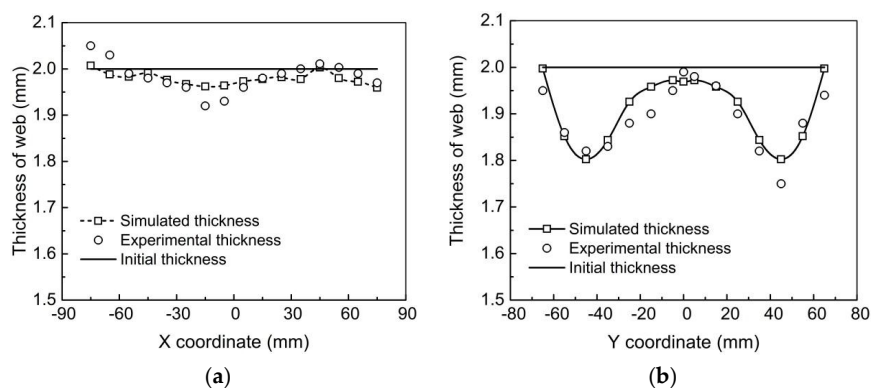 2.1
2.0
1.9
1.8
1.7
1.6
1.5
Thickness of web (mm)
Simulated thickness
Experimental thickness
Initial thickness
-90 -60 -30 0 30 60 90
X coordinate (mm)
(a)
2.1
2.0
1.9
1.8
1.7
1.6
1.5
Thickness of web (mm)
Simulated thickness
Experimental thickness
Initial thickness
-80 -60 -40 -20 0 20 40 60 80
Y coordinate (mm)
(b)